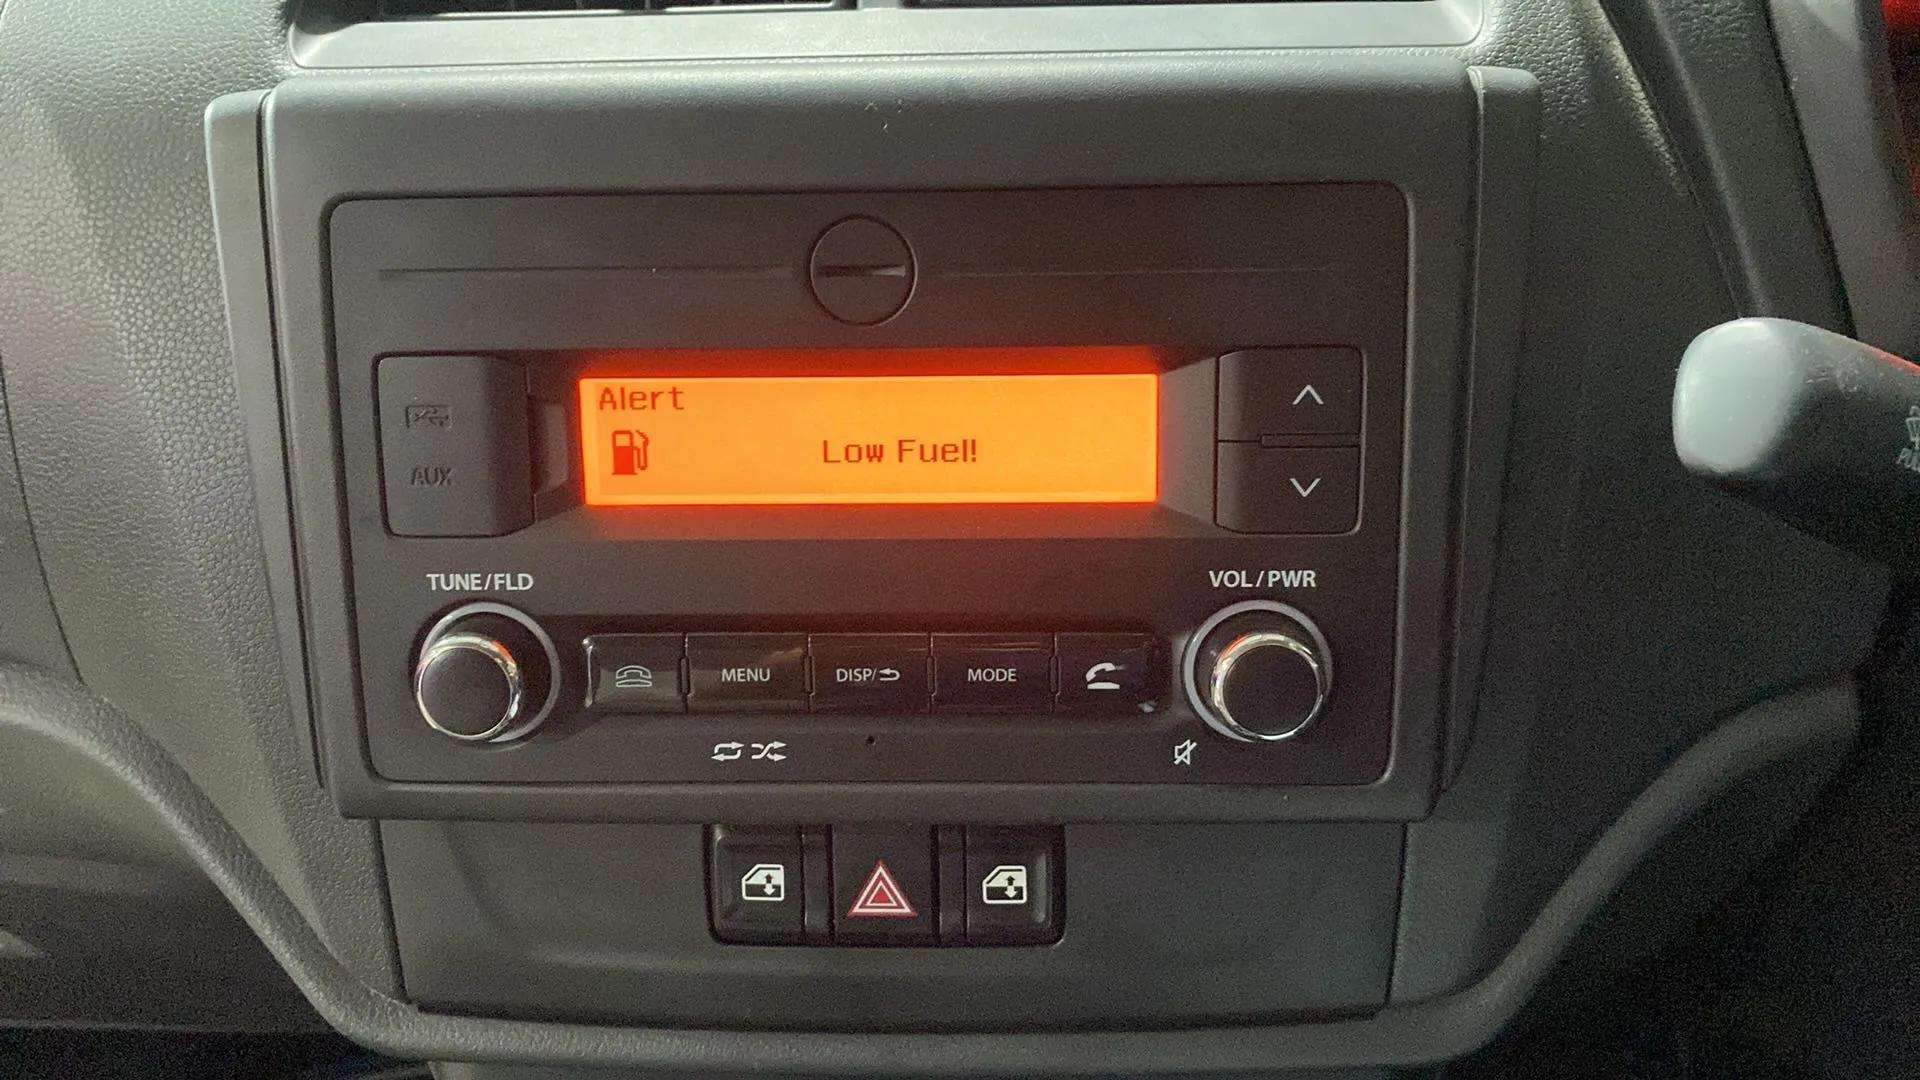 Alert
Low Fuel!
AUX
TUNE/FLD
VOL/PWR
MENU
DISP/
MODE